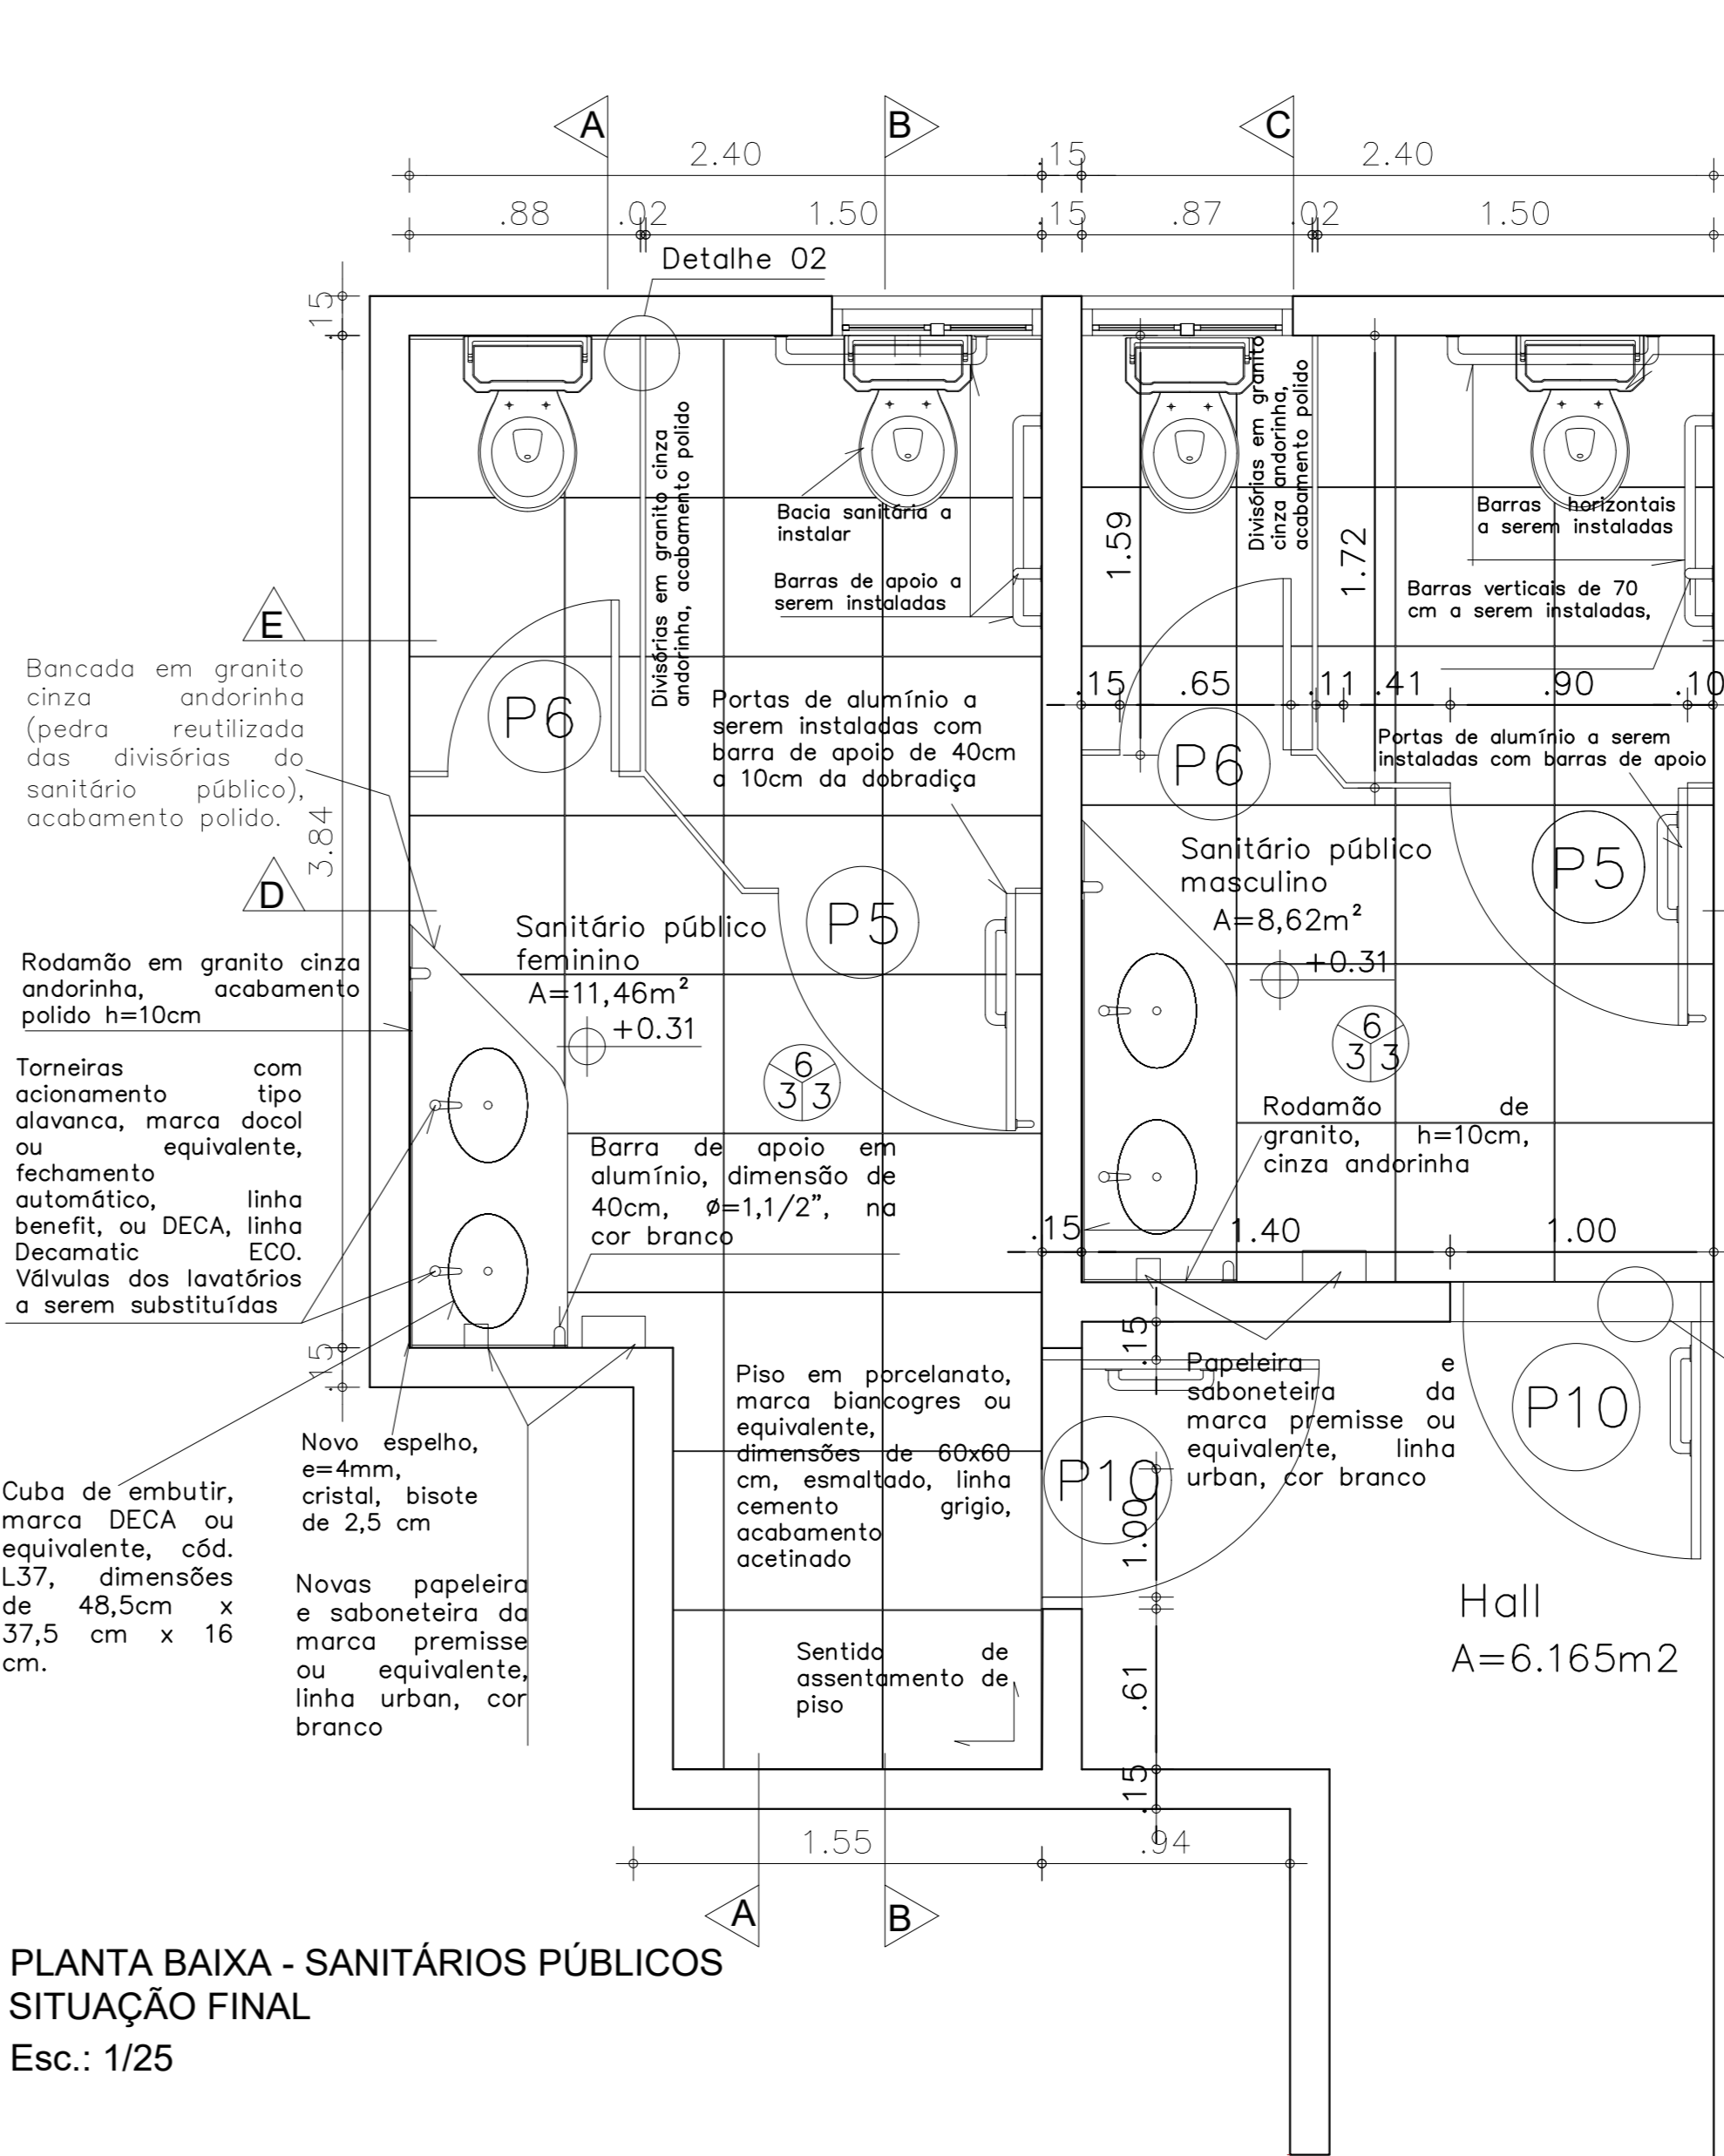 A
B
C
2.40
.15
2.40
.88
.02
1.50
.15
.87
.02
1.50
Detalhe 02
.15
Divisórias em granito cinza
andorinha, acabamento polido
Divisórias em granito
cinza andorinha,
acabamento polido
Bacia sanitária a
instalar
Barras de apoio a
serem instaladas
1.59
1.72
Barras horizontais
a serem instaladas
Barras verticais de 70
cm a serem instaladas,
E
Bancada em granito
cinza andorinha
(pedra reutilizada
das divisórias do
sanitário público),
acabamento polido.
3.84
P6
Portas de alumínio a
serem instaladas com
barra de apoio de 40cm
a 10cm da dobradiça
.15
.65
.11
.41
.90
.10
P6
Portas de alumínio a serem
instaladas com barras de apoio
D
P5
P5
Sanitário público
feminino
A=11,46m²
+0.31
Sanitário público
masculino
A=8,62m²
+0.31
Rodamão em granito cinza
andorinha, acabamento
polido h=10cm
6
3 3
6
3 3
Torneiras com
acionamento tipo
alavanca, marca docol
ou equivalente,
fechamento
automático, linha
benefit, ou DECA, linha
Decamatic ECO.
Válvulas dos lavatórios
a serem substituídas
Barra de apoio em
alumínio, dimensão de
40cm, ø=1,1/2", na
cor branco
Rodamão de
granito, h=10cm,
cinza andorinha
.15
1.40
1.00
.15
.15
Piso em porcelanato,
marca biancogres ou
equivalente,
dimensões de 60x60
cm, esmaltado, linha
cemento grigio,
acabamento
acetinado
Papeleira e
saboneteira da
marca premisse ou
equivalente, linha
urban, cor branco
P10
P10
1.00
Novo espelho,
e=4mm,
cristal, bisote
de 2,5 cm
Cuba de embutir,
marca DECA ou
equivalente, cód.
L37, dimensões
de 48,5cm x
37,5 cm x 16
cm.
Novas papeleira
e saboneteira da
marca premisse
ou equivalente,
linha urban, cor
branco
Hall
A=6.165m2
Sentido de
assentamento de
piso
.61
.15
1.55
.94
A
B
PLANTA BAIXA - SANITÁRIOS PÚBLICOS
SITUAÇÃO FINAL
Esc.: 1/25